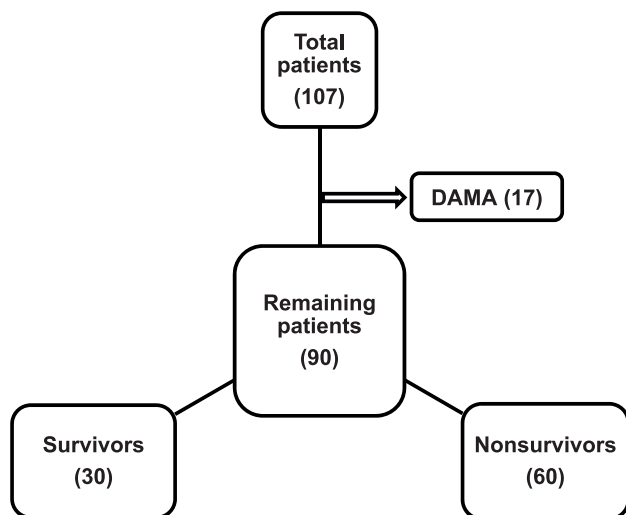 Total
patients
(107)
DAMA (17)
Remaining
patients
(90)
Survivors
(30)
Nonsurvivors
(60)